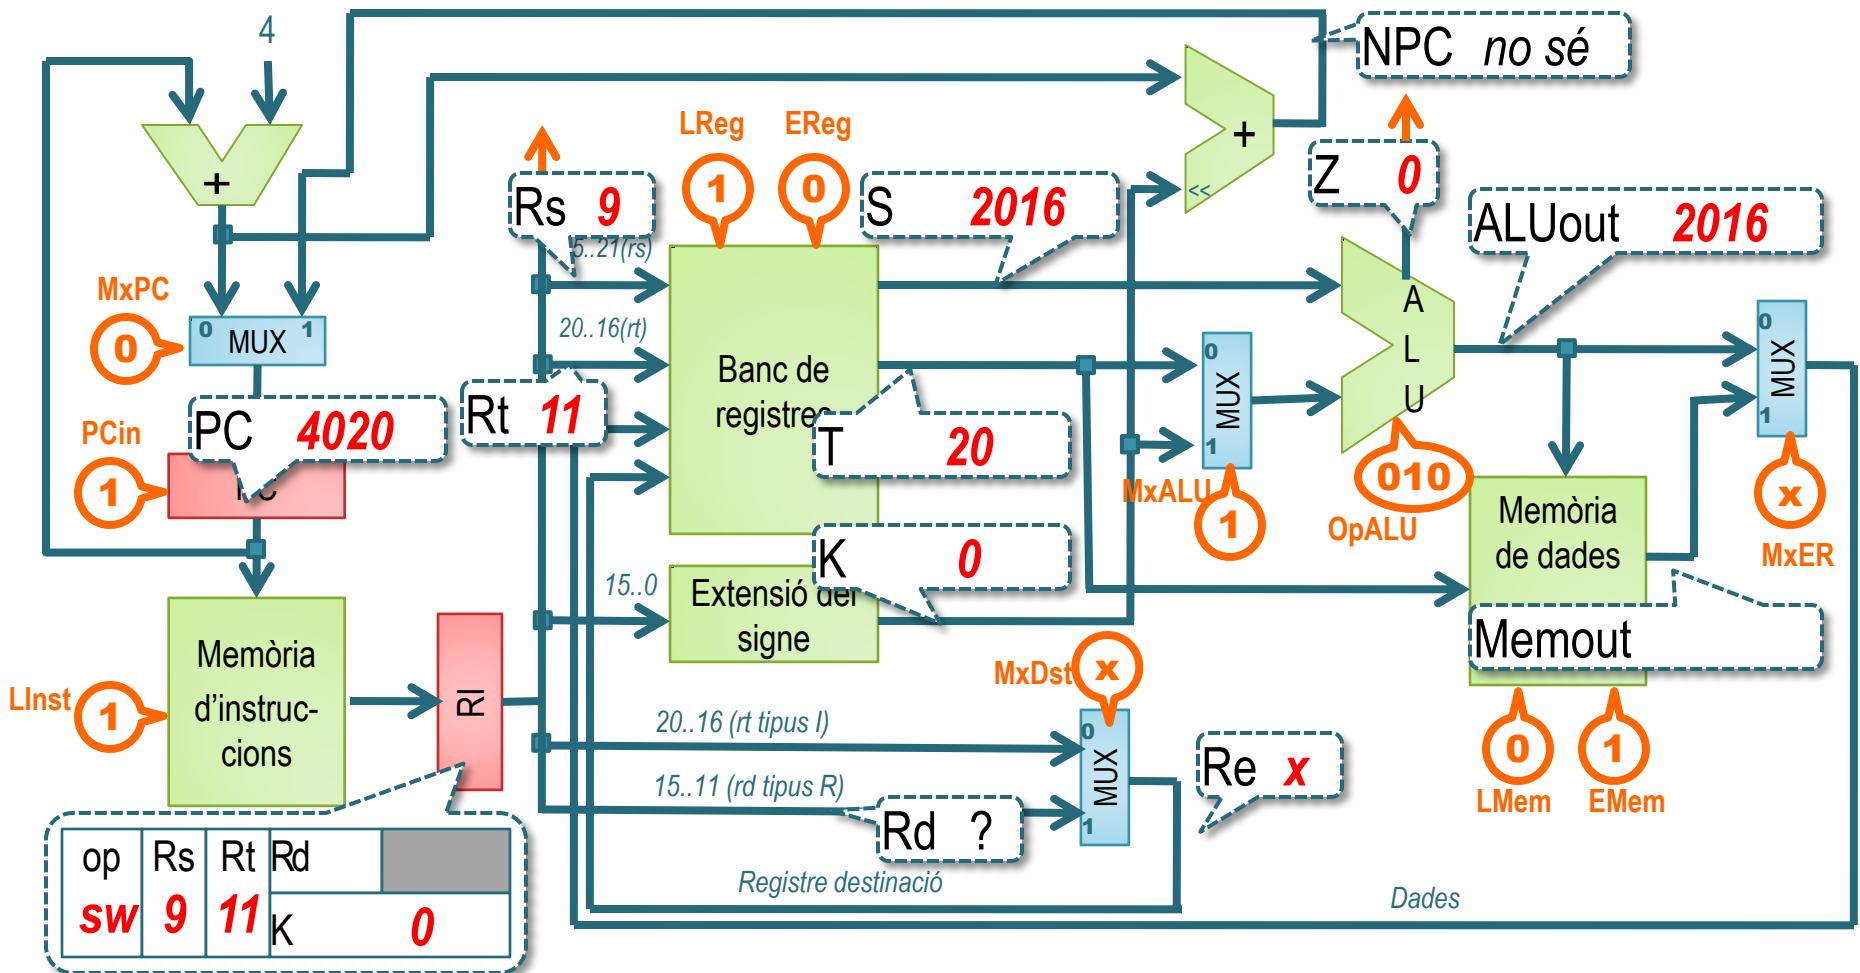 4
NPC no sé
LReg EReg
+
+
<<
1 0
Rs 9
S 2016
Z 0
ALUout 2016
5..21(rs)
MxPC
0
0 MUX 1
20..16(rt)
Banc de
registres
0 MUX 1
A
L
U
0 MUX 1
Rt 11
PC 4020
PCin
1
T 20
MxALU
1
010
OpALU
x
MxER
Memòria
de dades
K 0
15..0
Extensió del
signe
Memout
Memòria
d'instruc-
cions
LInst
1
RI
MxDst
x
20..16 (rt tipus I)
0 MUX 1
Re x
0 1
LMem EMem
15..11 (rd tipus R)
Rd ?
op Rs Rt Rd
sw 9 11 K 0
Registre destinació
Dades